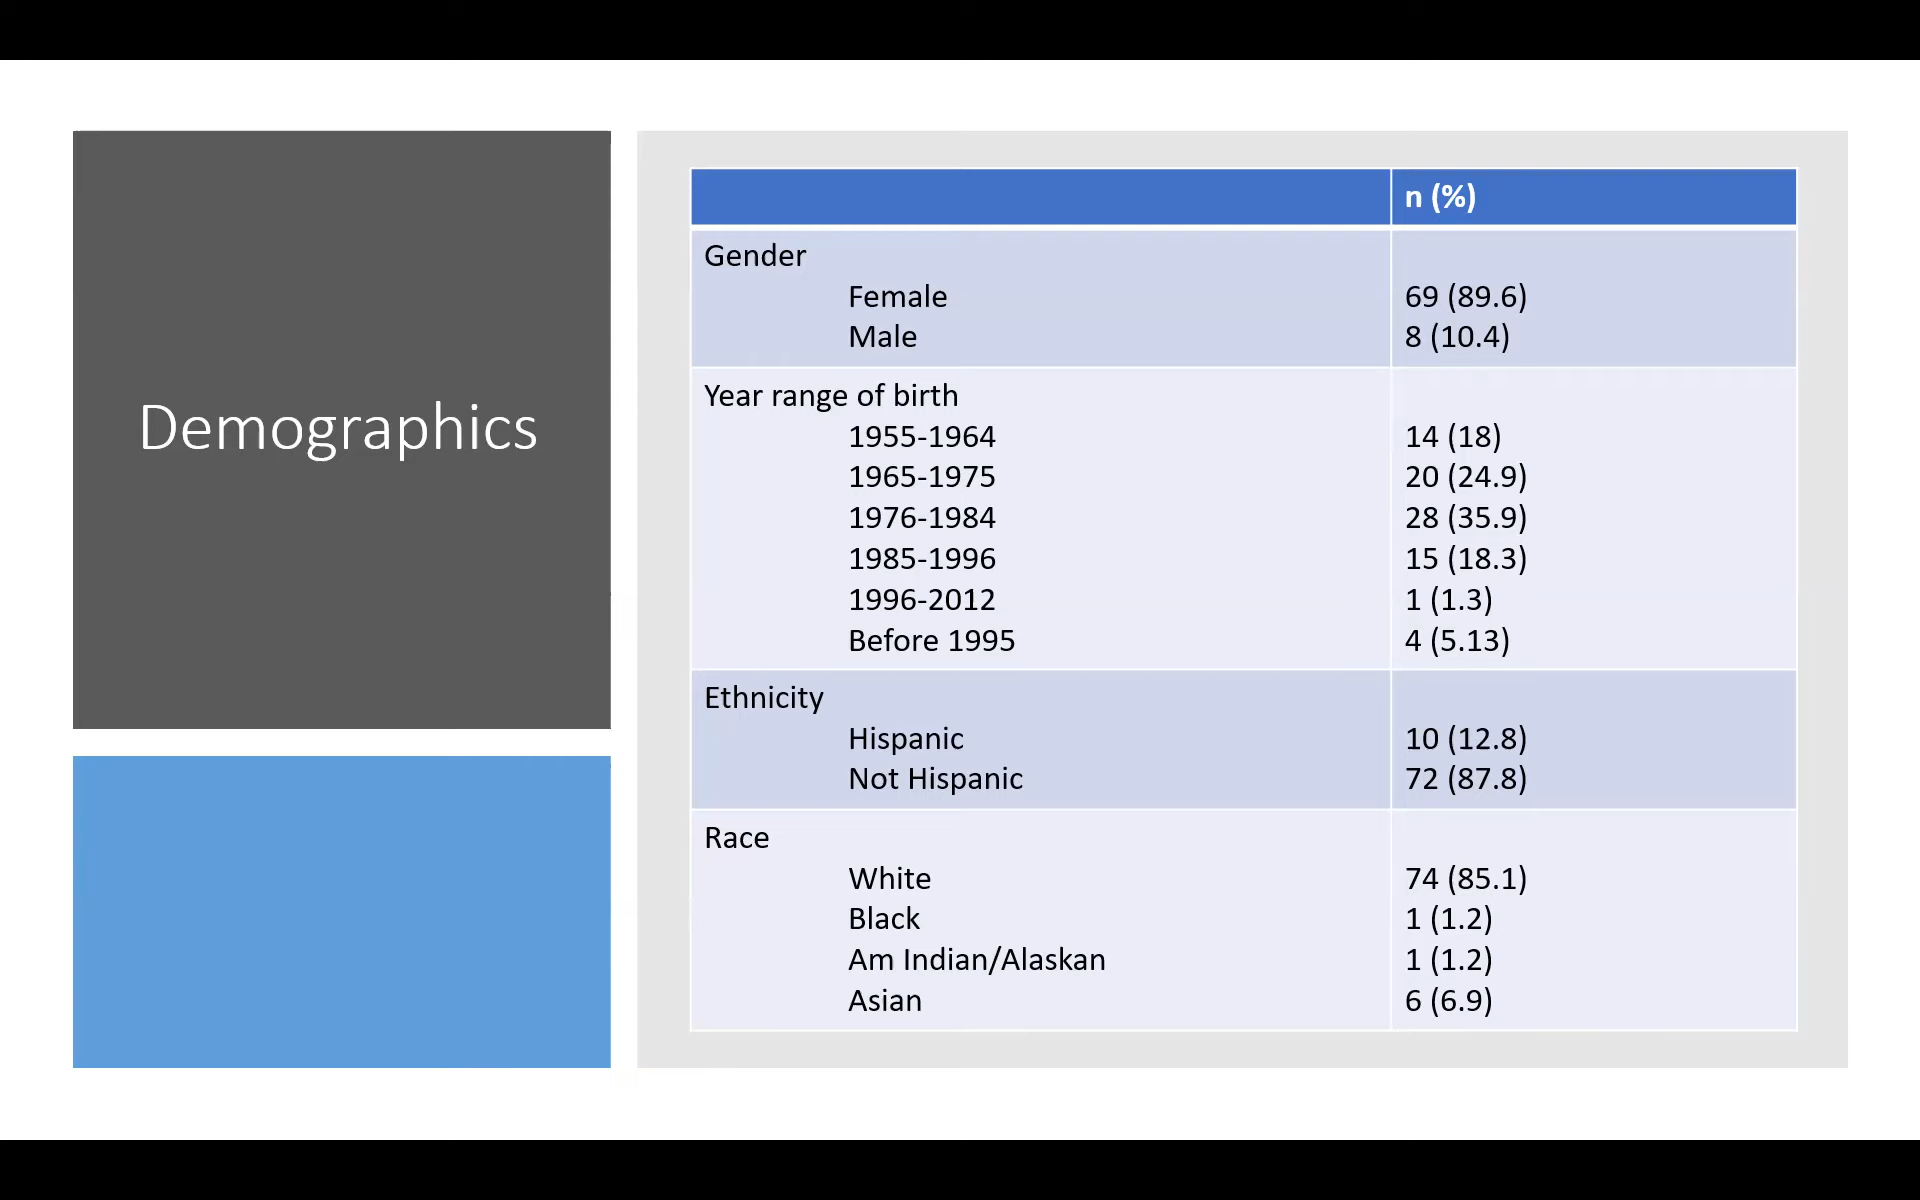 Demographics
n (%)
Gender
Female 69 (89.6)
Male 8 (10.4)
Year range of birth
1955-1964 14 (18)
1965-1975 20 (24.9)
1976-1984 28 (35.9)
1985-1996 15 (18.3)
1996-2012 1 (1.3)
Before 1995 4 (5.13)
Ethnicity
Hispanic 10 (12.8)
Not Hispanic 72 (87.8)
Race
White 74 (85.1)
Black 1 (1.2)
Am Indian/Alaskan 1 (1.2)
Asian 6 (6.9)